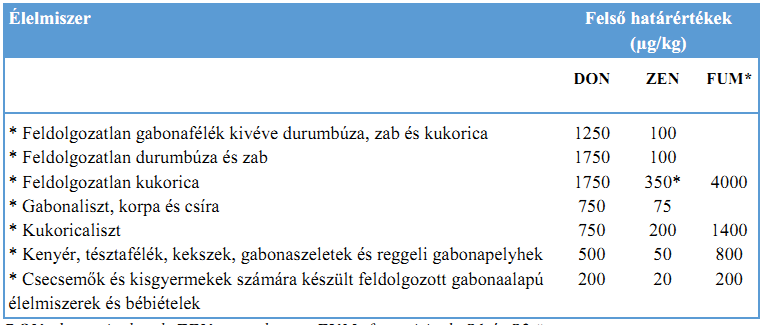 Élelmiszer Felső határértékek
(µg/kg)
DON ZEN FUM*
* Feldolgozatlan gabonafélék kivéve durumbúza, zab és kukorica 1250 100
* Feldolgozatlan durumbúza és zab 1750 100
* Feldolgozatlan kukorica 1750 350* 4000
* Gabonaliszt, korpa és csíra 750 75
* Kukoricaliszt 750 200 1400
* Kenyér, tésztafélék, kekszek, gabonaszeletek és reggeli gabonapelyhek 500 50 800
* Csecsemők és kisgyermekek számára készült feldolgozott gabonaalapú 200 20 200
élelmiszerek és bébiételek